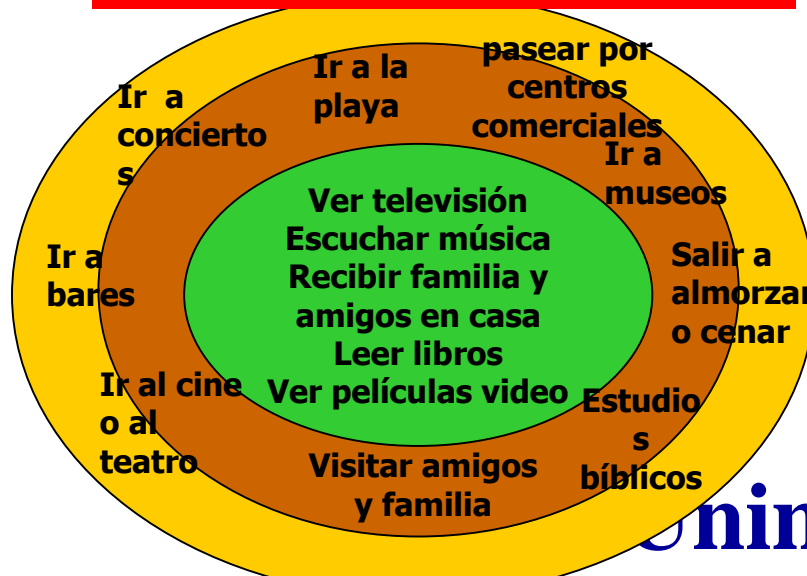 Ir a la
playa
pasear por
centros
comerciales
Ir a
concierto
s
Ir a
museos
Ver televisión
Escuchar música
Recibir familia y
amigos en casa
Leer libros
Ver películas video
Ir a
bares
Salir a
almorzar
o cenar
Ir al cine
o al
teatro
Estudio
s
bíblicos
Visitar amigos
y familia
Unin